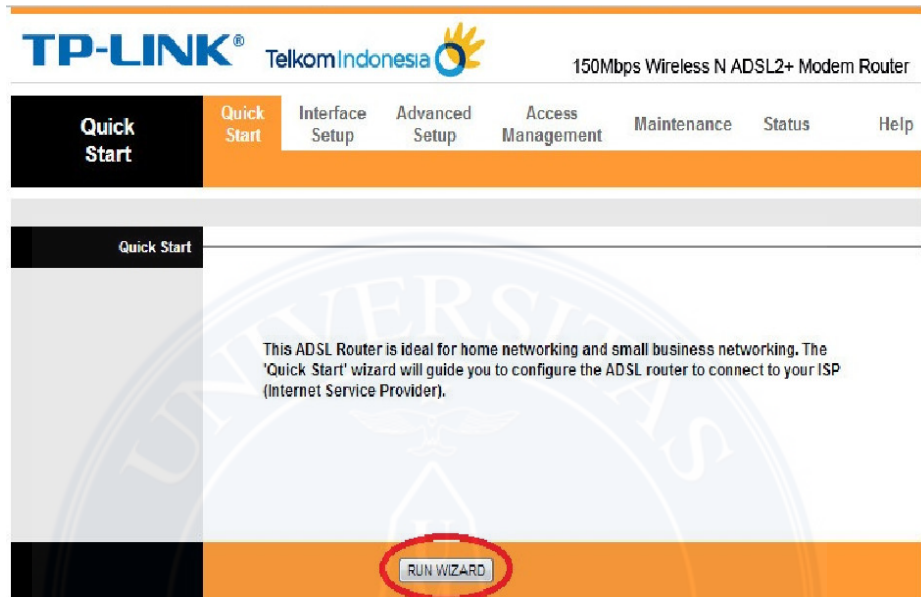 TP-LINK® TelkomIndonesia
150Mbps Wireless N ADSL2+ Modem Router
Quick Start
Quick Start Interface Setup Advanced Setup Access Management Maintenance Status Help
Quick Start
This ADSL Router is ideal for home networking and small business networking. The
'Quick Start' wizard will guide you to configure the ADSL router to connect to your ISP
(Internet Service Provider).
UNIVERSITAS
U
RUN WIZARD